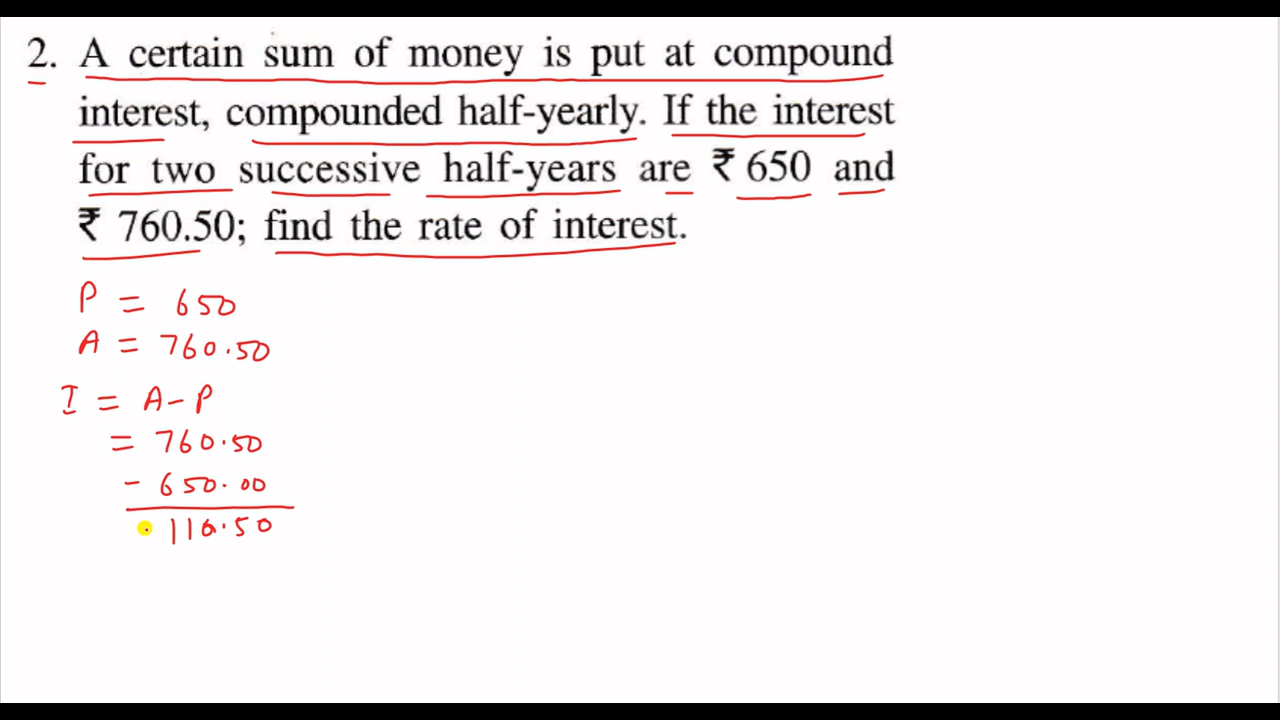 2. A certain sum of money is put at compound
interest, compounded half-yearly. If the interest
for two successive half-years are ₹ 650 and
₹ 760.50; find the rate of interest.
P = 650
A = 760.50
I = A - P
= 760.50
- 650.00
110.50